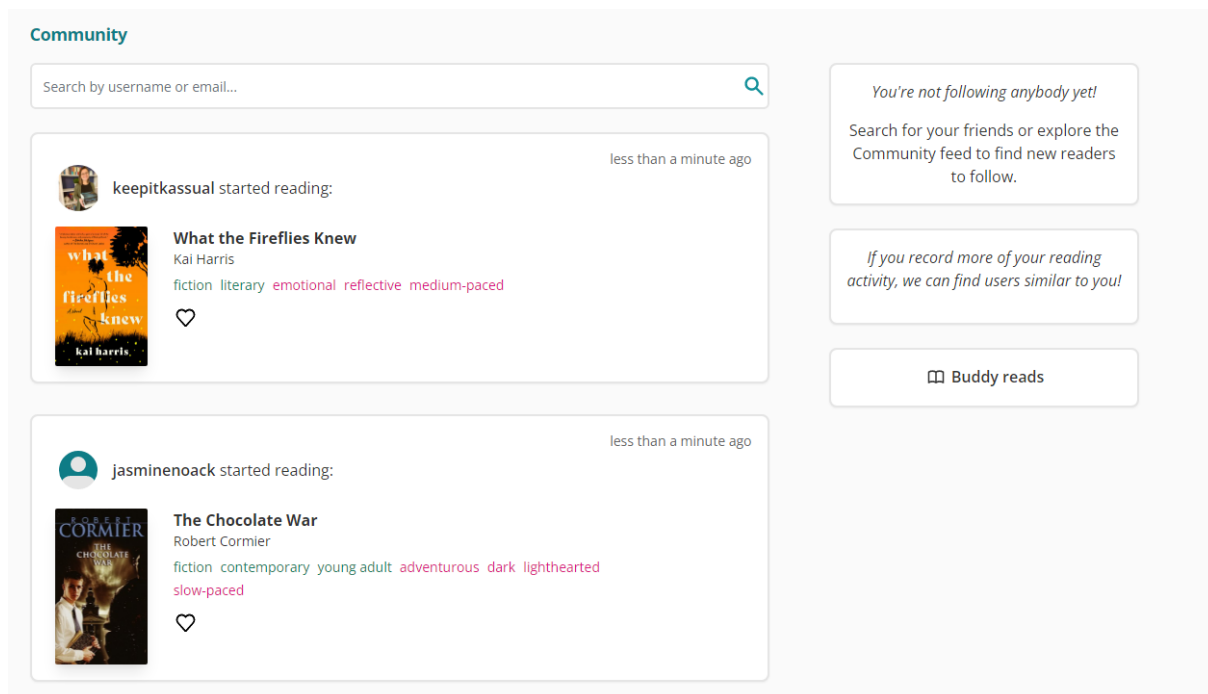 Community
Search by username or email...
less than a minute ago
keepitkassual started reading:
what
the
fireflies
knew
kai harris
What the Fireflies Knew
Kai Harris
fiction literary emotional reflective medium-paced
less than a minute ago
jasminenoack started reading:
ROBERT
CORMIER
THE
CHOCOLATE
WAR
The Chocolate War
Robert Cormier
fiction contemporary young adult adventurous dark lighthearted
slow-paced
You're not following anybody yet!
Search for your friends or explore the
Community feed to find new readers
to follow.
If you record more of your reading
activity, we can find users similar to you!
Buddy reads